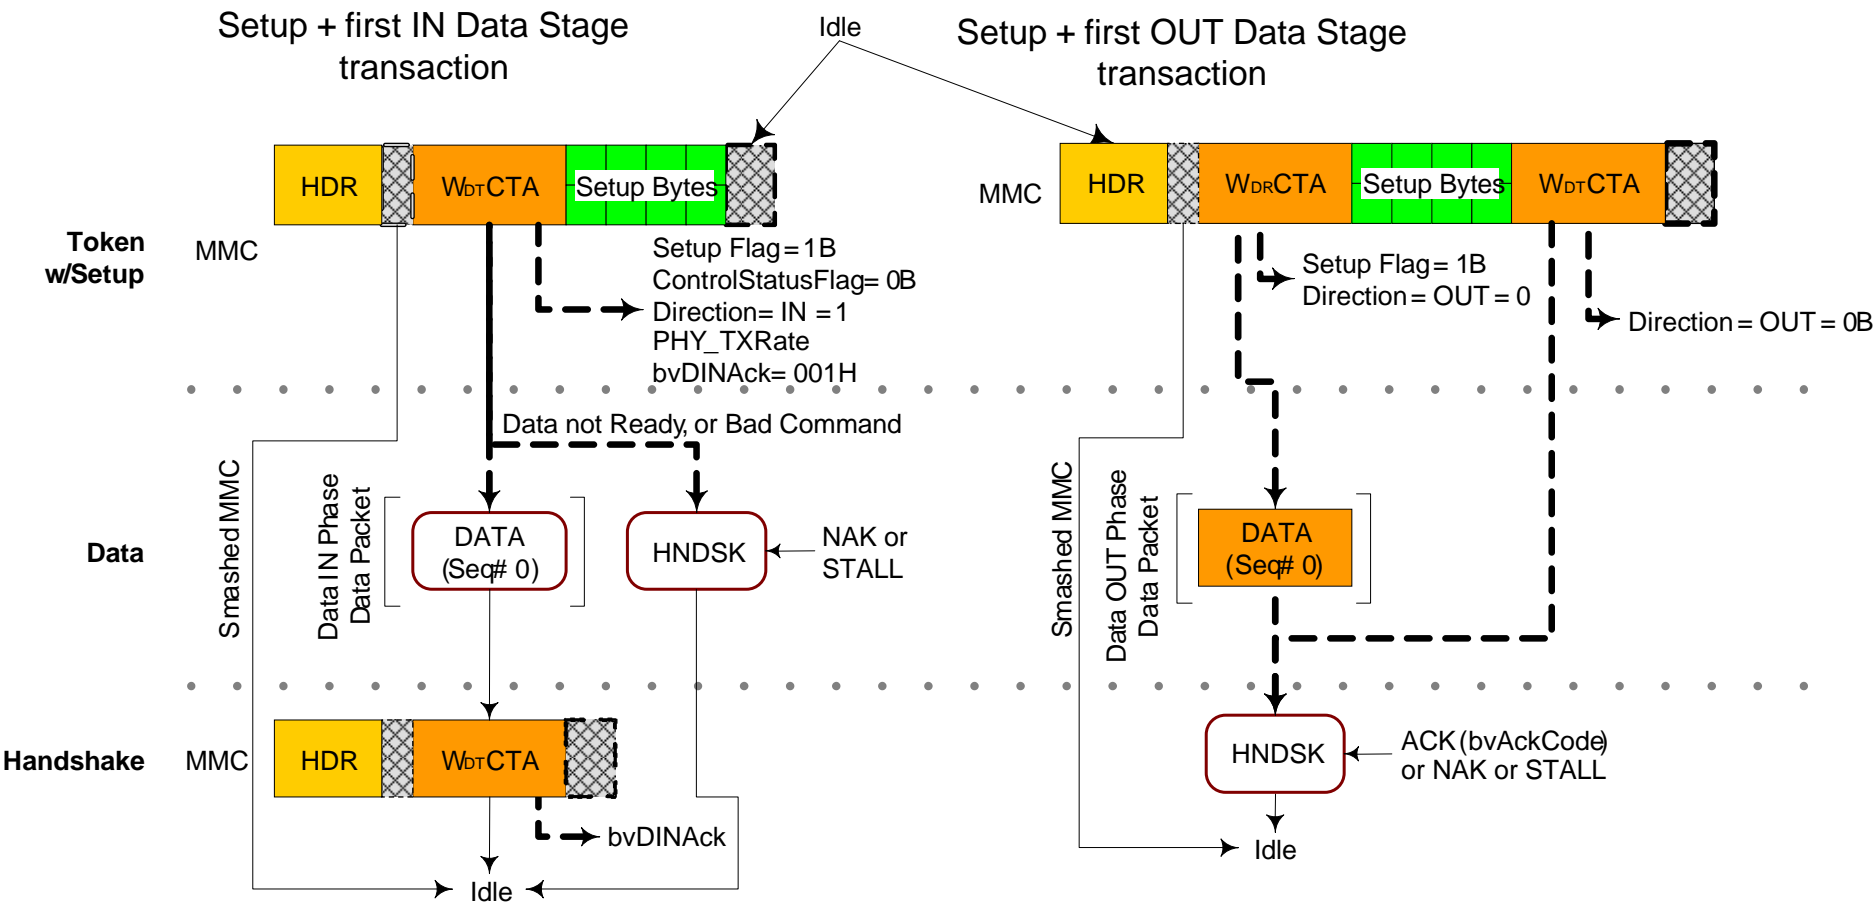 Setup + first IN Data Stage
transaction
Idle
Setup + first OUT Data Stage
transaction
HDR
WDTCTA
Setup Bytes
MMC
HDR
WDRCTA
Setup Bytes
WDTCTA
Token
w/Setup
MMC
Setup Flag= 1B
ControlStatusFlag= 0B
Direction= IN = 1
PHY_TXRate
bvDINAck= 001H
Setup Flag= 1B
Direction= OUT = 0
Direction= OUT = 0B
Data not Ready, or Bad Command
Smashed MMC
Data IN Phase
Data Packet
DATA
(Seq# 0)
HNDSK
NAK or
STALL
Smashed MMC
Data OUT Phase
Data Packet
DATA
(Seq# 0)
Data
Handshake
MMC
HDR
WDTCTA
bvDINAck
Idle
HNDSK
ACK (bvAckCode)
or NAK or STALL
Idle